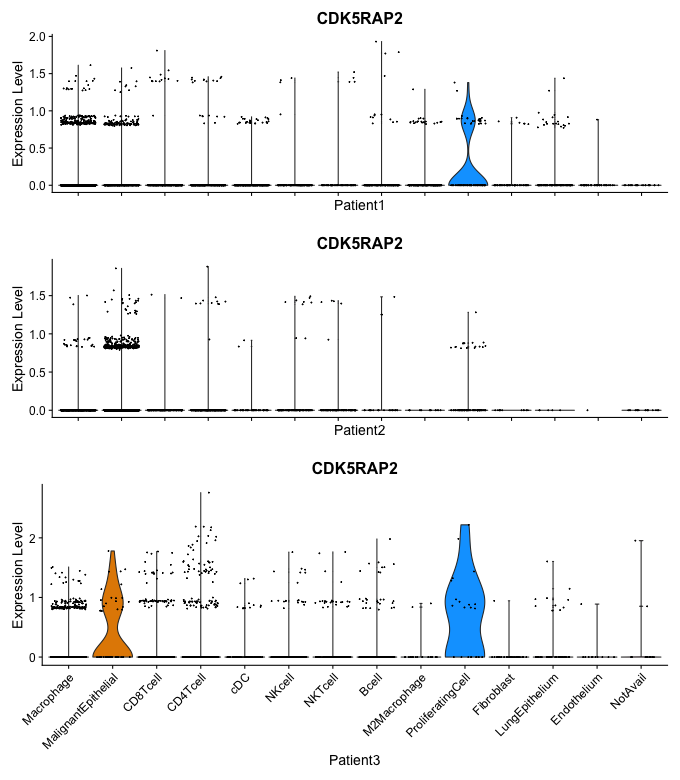 CDK5RAP2
Expression Level
2.0
1.5
1.0
0.5
0.0
Patient1
CDK5RAP2
Expression Level
1.5
1.0
0.5
0.0
Patient2
CDK5RAP2
Expression Level
2
1
0
Macrophage
MalignantEpithelial
CD8Tcell
CD4Tcell
cDC
NKcell
NKTcell
Bcell
M2Macrophage
ProliferatingCell
Fibroblast
LungEpithelium
Endothelium
NotAvail
Patient3